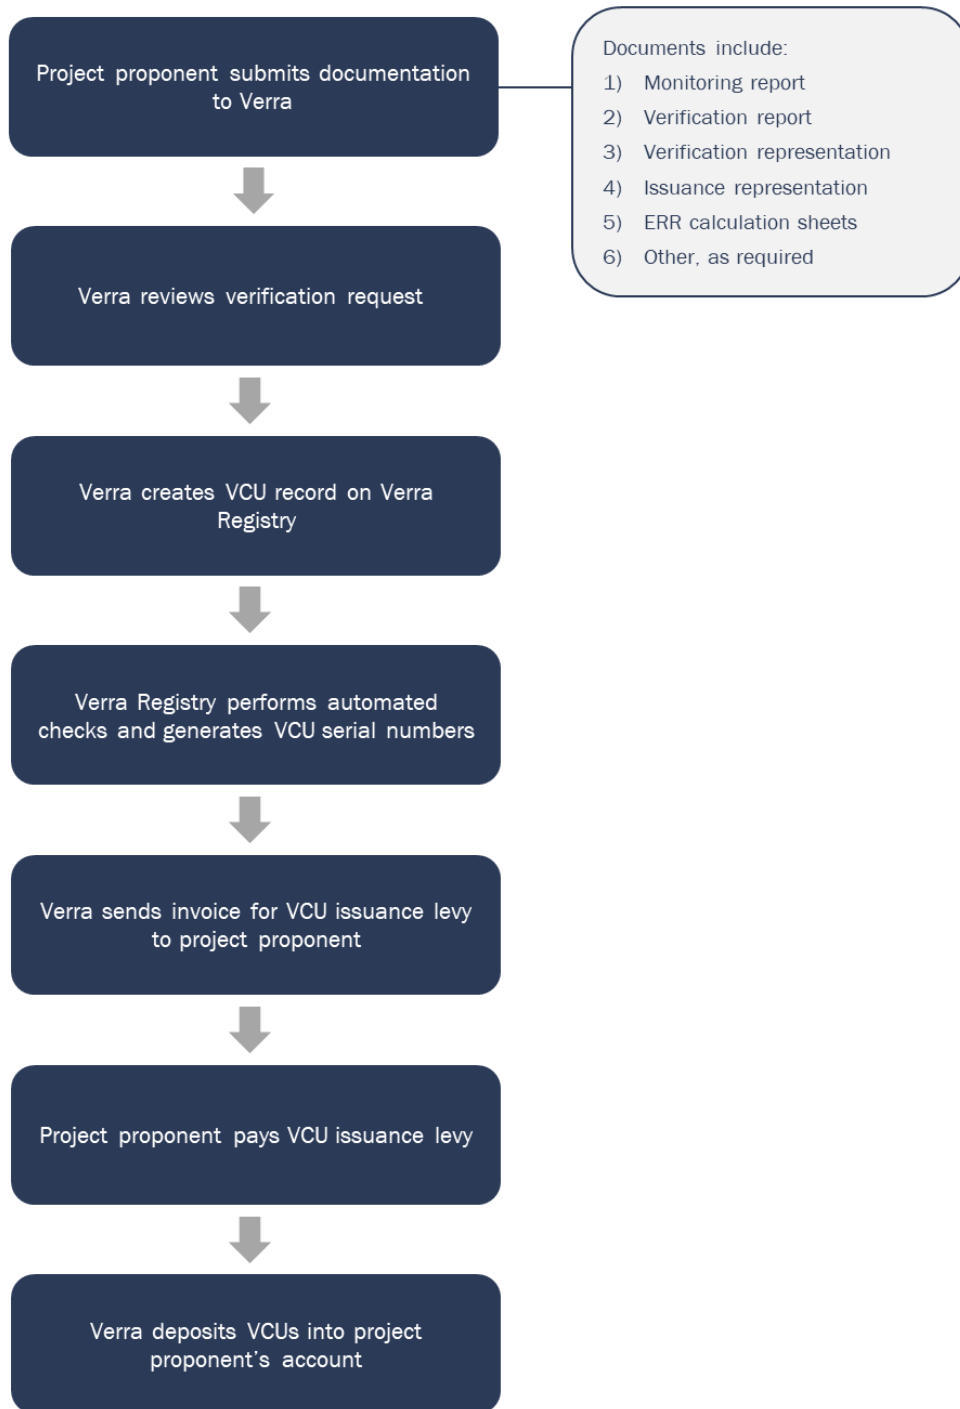 Project proponent submits documentation
to Verra
Documents include:
1) Monitoring report
2) Verification report
3) Verification representation
4) Issuance representation
5) ERR calculation sheets
6) Other, as required
Verra reviews verification request
Verra creates VCU record on Verra
Registry
Verra Registry performs automated
checks and generates VCU serial numbers
Verra sends invoice for VCU issuance levy
to project proponent
Project proponent pays VCU issuance levy
Verra deposits VCUs into project
proponent’s account